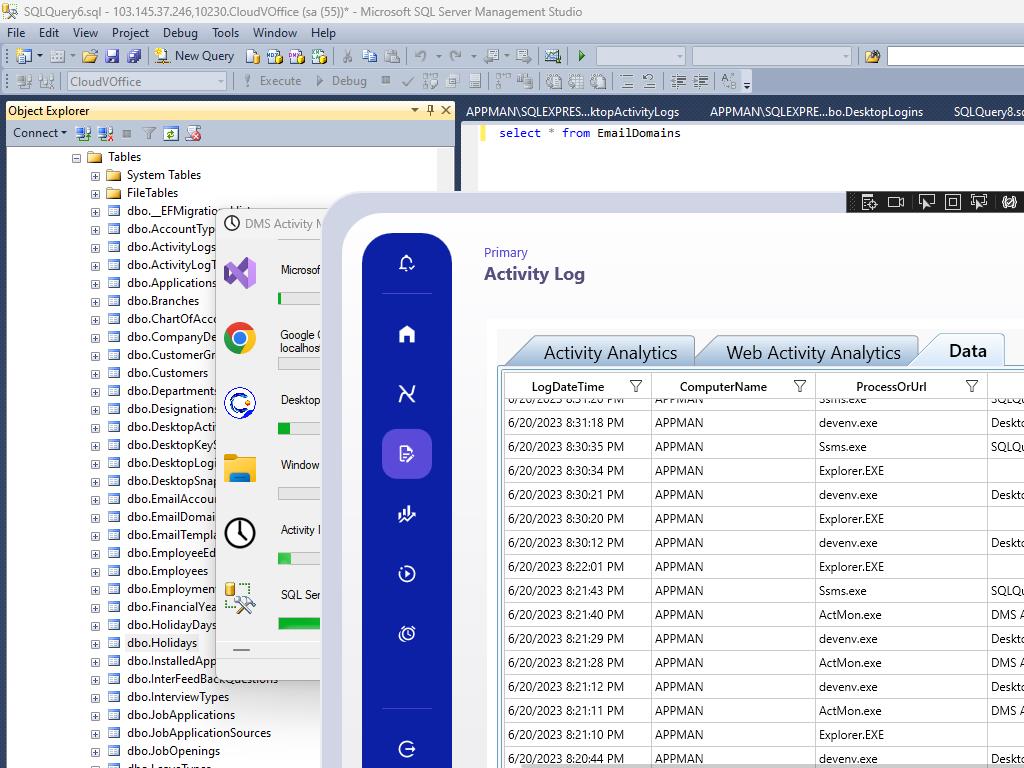 SQLQuery6.sql - 103.145.37.246,10230.CloudVOffice (sa (55))* - Microsoft SQL Server Management Studio
File Edit View Project Debug Tools Window Help
New Query
CloudVOffice Execute Debug
Object Explorer
APPMAN\SQLEXPRES...ktopActivityLogs APPMAN\SQLEXPRE...bo.DesktopLogins SQLQuery8.sq
Connect
select * from EmailDomains
Tables
System Tables
FileTables
dbo.__EFMigration
dbo.AccountTyp
dbo.ActivityLogs
dbo.ActivityLogT
dbo.Applications
dbo.Branches
dbo.ChartOfAcco
dbo.CompanyDe
dbo.CustomerGr
dbo.Customers
dbo.Department
dbo.Designations
dbo.DesktopActi
dbo.DesktopKeyS
dbo.DesktopLogi
dbo.DesktopSnap
dbo.EmailAccou
dbo.EmailDomai
dbo.EmailTempla
dbo.EmployeeEd
dbo.Employees
dbo.Employmen
dbo.FinancialYea
dbo.HolidayDays
dbo.Holidays
dbo.InstalledApp
dbo.InterFeedBackQuestions
dbo.InterviewTypes
dbo.JobApplications
dbo.JobApplicationSources
dbo.JobOpenings
dbo.LeaveTypes
DMS Activity M
Microsof
Google C
localhost
Desktop
Window
Activity
SQL Ser
Primary
Activity Log
Activity Analytics Web Activity Analytics Data
LogDateTime ComputerName ProcessOrUrl
6/20/2023 8:31:26 PM APPMAN Ssms.exe SQLQu
6/20/2023 8:31:18 PM APPMAN devenv.exe Deskto
6/20/2023 8:30:35 PM APPMAN Ssms.exe SQLQu
6/20/2023 8:30:34 PM APPMAN Explorer.EXE
6/20/2023 8:30:21 PM APPMAN devenv.exe Deskto
6/20/2023 8:30:20 PM APPMAN Explorer.EXE
6/20/2023 8:30:12 PM APPMAN devenv.exe Deskto
6/20/2023 8:22:01 PM APPMAN Explorer.EXE
6/20/2023 8:21:43 PM APPMAN Ssms.exe SQLQu
6/20/2023 8:21:40 PM APPMAN ActMon.exe DMS A
6/20/2023 8:21:29 PM APPMAN devenv.exe Deskto
6/20/2023 8:21:28 PM APPMAN ActMon.exe DMS A
6/20/2023 8:21:12 PM APPMAN devenv.exe Deskto
6/20/2023 8:21:11 PM APPMAN ActMon.exe DMS A
6/20/2023 8:21:10 PM APPMAN Explorer.EXE
6/20/2023 8:20:44 PM APPMAN devenv.exe Deskto